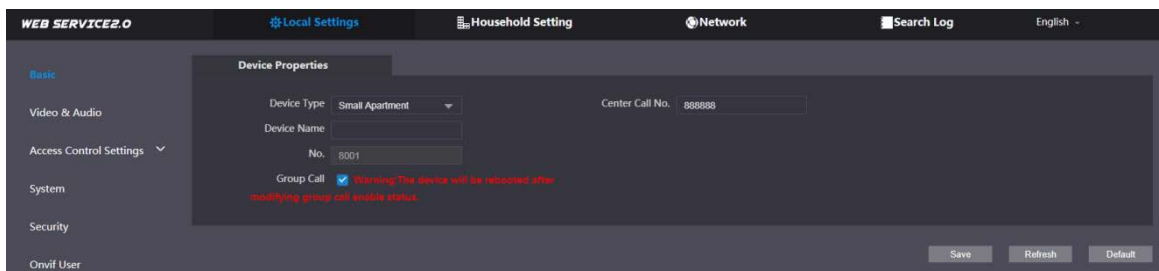 WEB SERVICE2.0 Local Settings Household Setting Network Search Log English
Basic
Device Properties
Video & Audio
Device Type Small Apartment Center Call No. 888888
Device Name
Access Control Settings
No. 8001
Group Call Warning:The device will be rebooted after
modifying group call enable status.
System
Security
Save Refresh Default
Onvif User